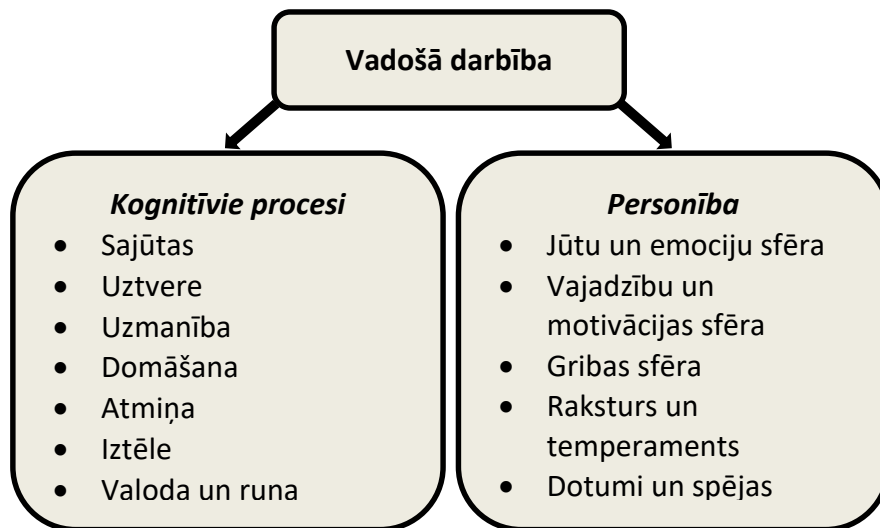 Vadošā darbība
Kognitīvie procesi
• Sajūtas
• Uztvere
• Uzmanība
• Domāšana
• Atmiņa
• Iztēle
• Valoda un runa
Personība
• Jūtu un emociju sfēra
• Vajadzību un
motivācijas sfēra
• Gribas sfēra
• Raksturs un
temperaments
• Dotumi un spējas